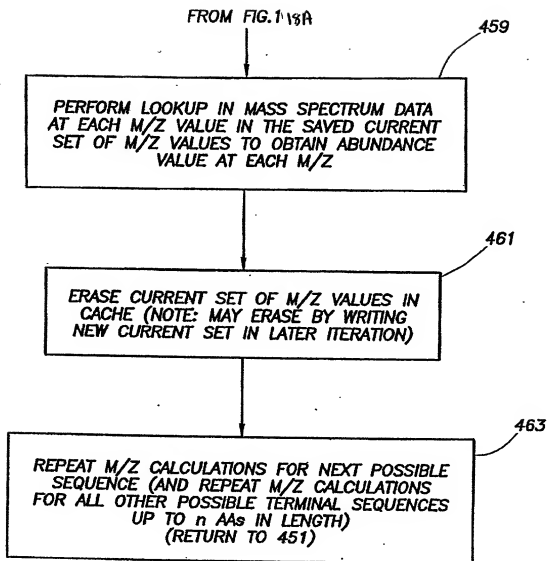 FROM FIG.1 18A
459
PERFORM LOOKUP IN MASS SPECTRUM DATA
AT EACH M/Z VALUE IN THE SAVED CURRENT
SET OF M/Z VALUES TO OBTAIN ABUNDANCE
VALUE AT EACH M/Z
461
ERASE CURRENT SET OF M/Z VALUES IN
CACHE (NOTE: MAY ERASE BY WRITING
NEW CURRENT SET IN LATER ITERATION)
463
REPEAT M/Z CALCULATIONS FOR NEXT POSSIBLE
SEQUENCE (AND REPEAT M/Z CALCULATIONS
FOR ALL OTHER POSSIBLE TERMINAL SEQUENCES
UP TO n AAs IN LENGTH)
(RETURN TO 451)